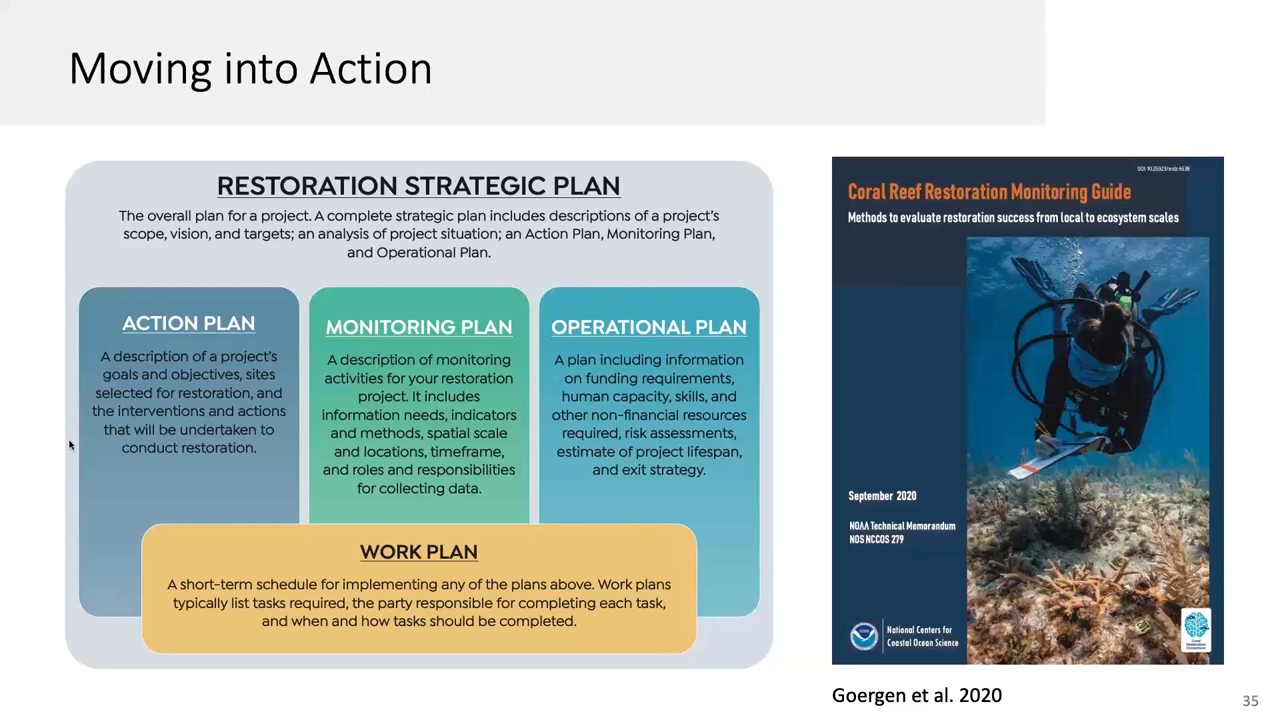 Moving into Action
RESTORATION STRATEGIC PLAN
The overall plan for a project. A complete strategic plan includes descriptions of a project's
scope, vision, and targets; an analysis of project situation; an Action Plan, Monitoring Plan,
and Operational Plan.
ACTION PLAN
A description of a project's
goals and objectives, sites
selected for restoration, and
the interventions and actions
that will be undertaken to
conduct restoration.
MONITORING PLAN
A description of monitoring
activities for your restoration
project. It includes
information needs, indicators
and methods, spatial scale
and locations, timeframe,
and roles and responsibilities
for collecting data.
OPERATIONAL PLAN
A plan including information
on funding requirements,
human capacity, skills, and
other non-financial resources
required, risk assessments,
estimate of project lifespan,
and exit strategy.
WORK PLAN
A short-term schedule for implementing any of the plans above. Work plans
typically list tasks required, the party responsible for completing each task,
and when and how tasks should be completed.
Coral Reef Restoration Monitoring Guide
Methods to evaluate restoration success from local to ecosystem scales
September 2020
NOAA Technical Memorandum
NOS NCCOS 279
National Centers for
Coastal Ocean Science
Coral
Restoration
Consortium
Goergen et al. 2020
35